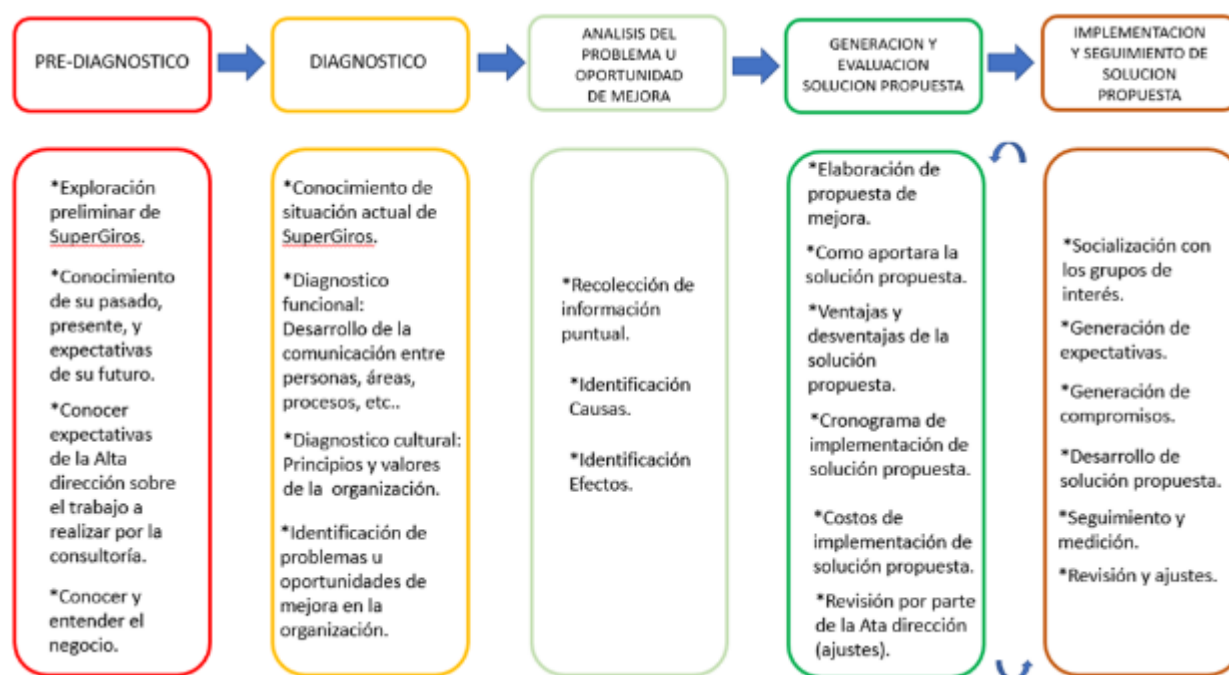 PRE-DIAGNOSTICO
DIAGNOSTICO
ANALISIS DEL
PROBLEMA U
OPORTUNIDAD
DE MEJORA
GENERACION Y
EVALUACION
SOLUCION PROPUESTA
IMPLEMENTACION
Y SEGUIMIENTO DE
SOLUCION
PROPUESTA
*Exploración
preliminar de
SuperGiros.
*Conocimiento
de su pasado,
presente, y
expectativas
de su futuro.
*Conocer
expectativas
de la Alta
dirección sobre
el trabajo a
realizar por la
consultoría.
*Conocer y
entender el
negocio.
*Conocimiento de
situación actual de
SuperGiros.
*Diagnostico
funcional:
Desarrollo de la
comunicación entre
personas, áreas,
procesos, etc..
*Diagnostico cultural:
Principios y valores
de la organización.
*Identificación de
problemas u
oportunidades de
mejora en la
organización.
*Recolección de
información
puntual.
*Identificación
Causas.
*Identificación
Efectos.
*Elaboración de
propuesta de
mejora.
*Como aportara la
solución propuesta.
*Ventajas y
desventajas de la
solución
propuesta.
*Cronograma de
implementación de
solución propuesta.
*Costos de
implementación de
solución propuesta.
*Revisión por parte
de la Ata dirección
(ajustes).
*Socialización con
los grupos de
interés.
*Generación de
expectativas.
*Generación de
compromisos.
*Desarrollo de
solución propuesta.
*Seguimiento y
medición.
*Revisión y ajustes.